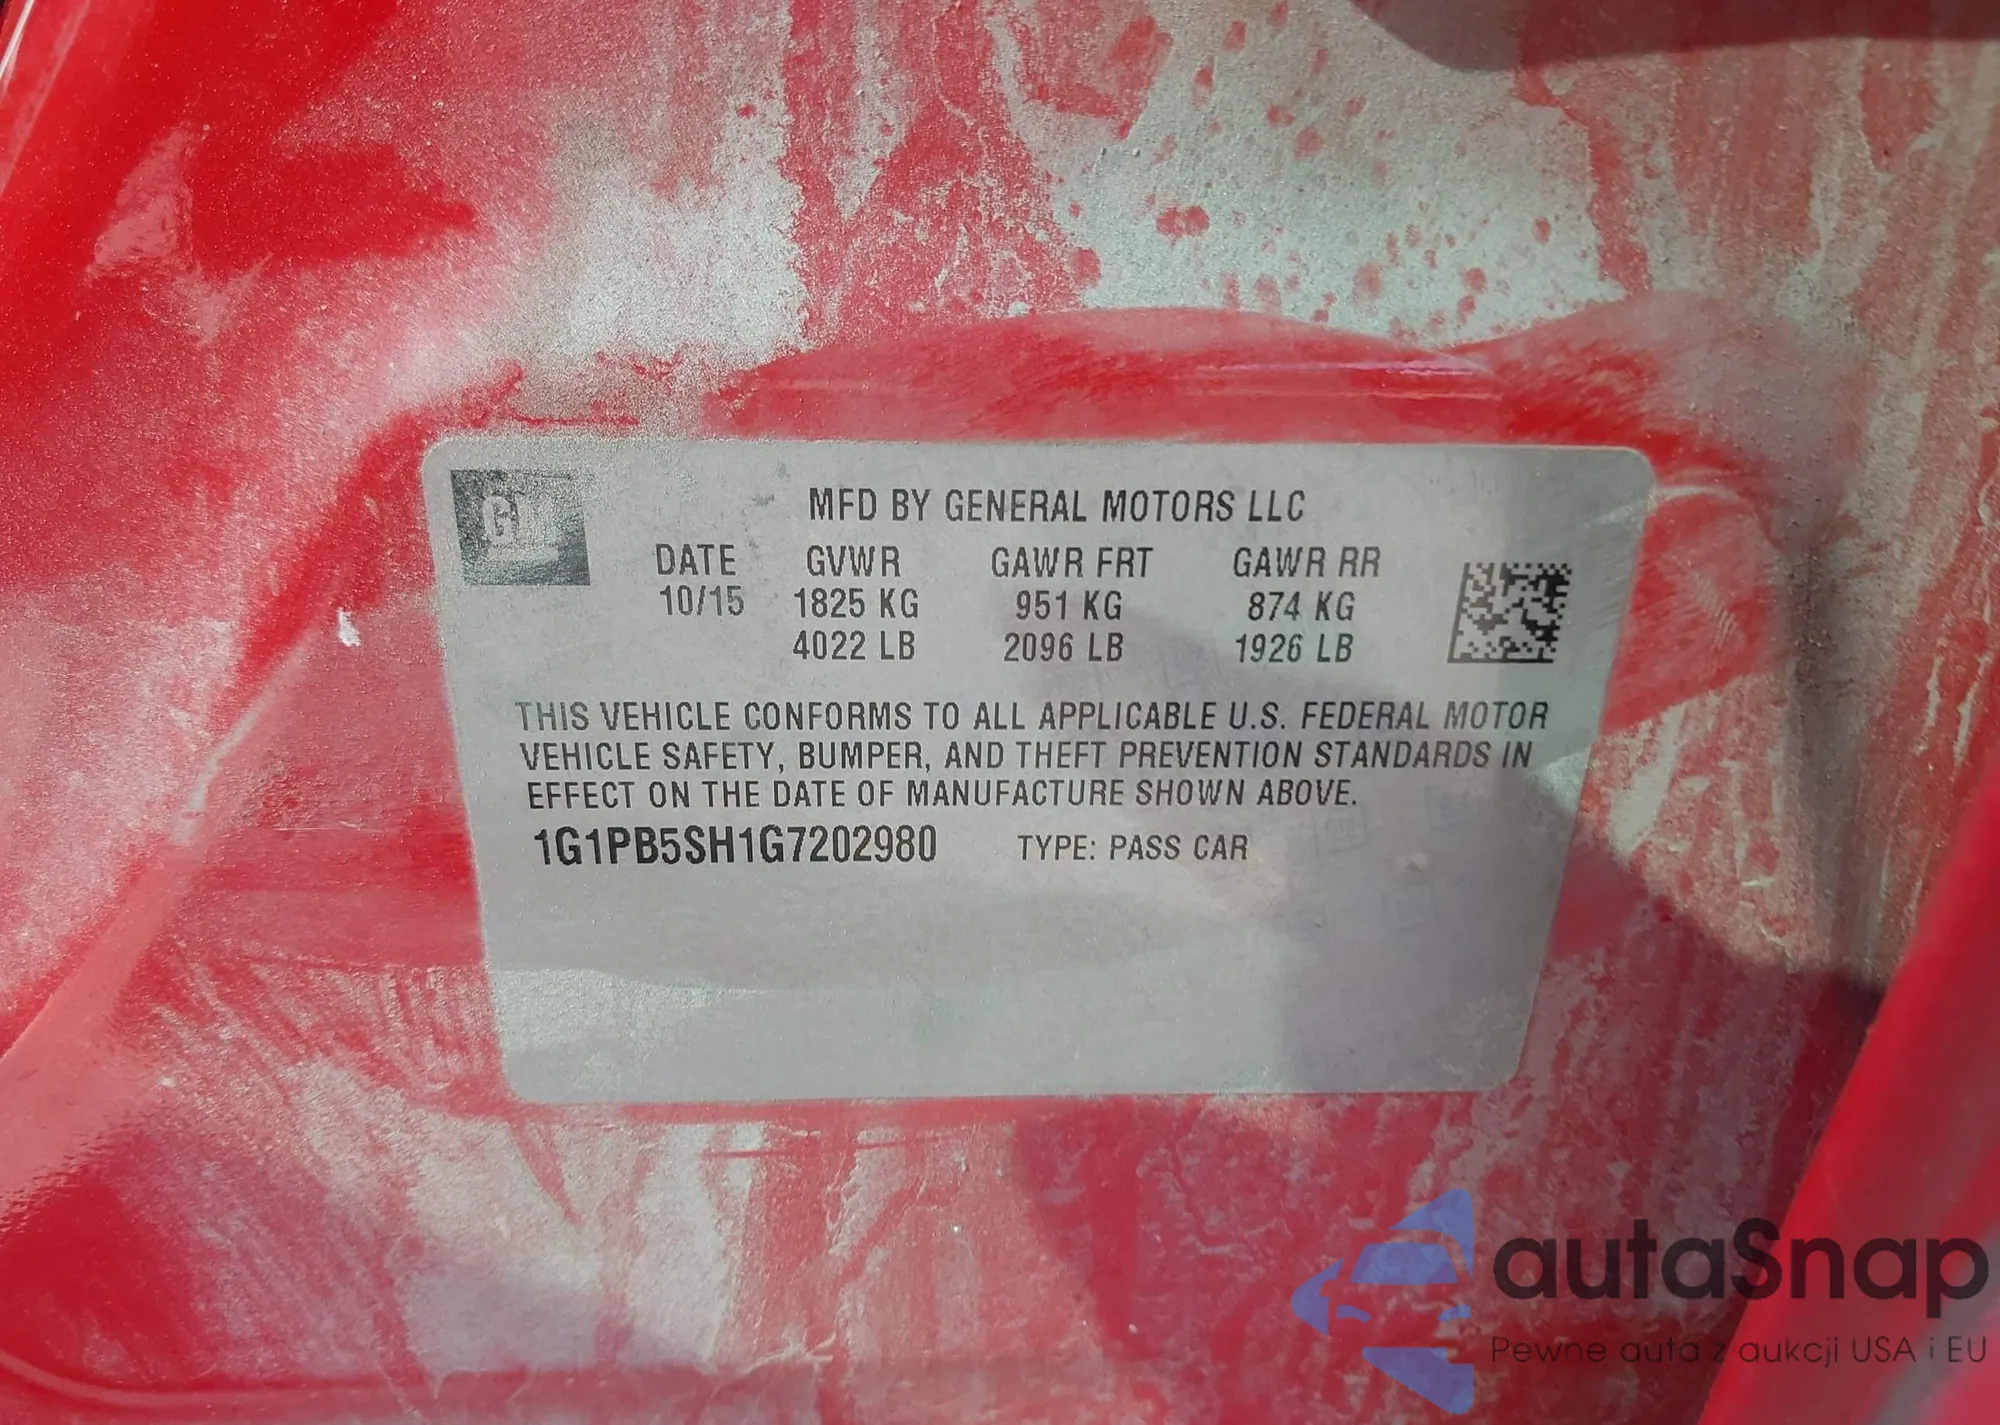 GM
MFD BY GENERAL MOTORS LLC
DATE GVWR GAWR FRT GAWR RR
10/15 1825 KG 951 KG 874 KG
4022 LB 2096 LB 1926 LB
THIS VEHICLE CONFORMS TO ALL APPLICABLE U.S. FEDERAL MOTOR
VEHICLE SAFETY, BUMPER, AND THEFT PREVENTION STANDARDS IN
EFFECT ON THE DATE OF MANUFACTURE SHOWN ABOVE.
1G1PB5SH1G7202980 TYPE: PASS CAR
autaSnap
Pewne auta z aukcji USA i EU